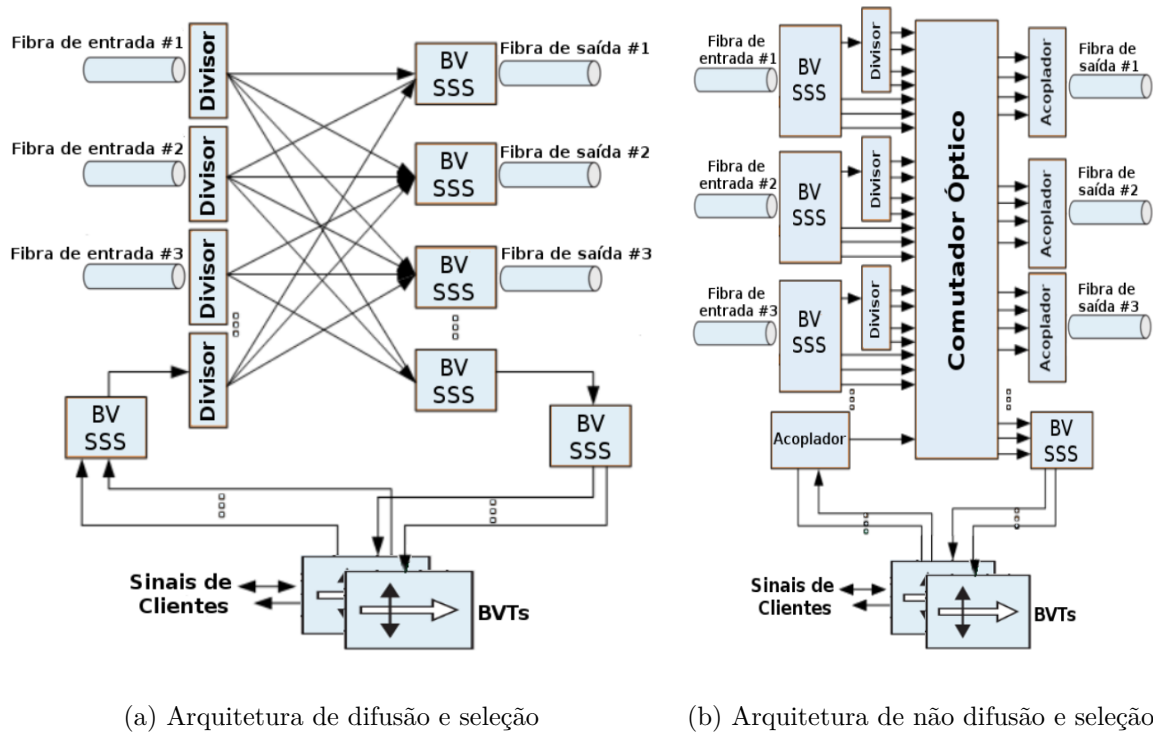 Fibra de entrada #1
Divisor
BV
SSS
Fibra de saída #1
Fibra de entrada #2
Divisor
BV
SSS
Fibra de saída #2
Fibra de entrada #3
Divisor
BV
SSS
Fibra de saída #3
Divisor
BV
SSS
BV
SSS
BV
SSS
Sinais de
Clientes
BVTs
(a) Arquitetura de difusão e seleção
Fibra de
entrada #1
BV
SSS
Divisor
Comutador Óptico
Acoplador
Fibra de
saída #1
Fibra de
entrada #2
BV
SSS
Divisor
Acoplador
Fibra de
saída #2
Fibra de
entrada #3
BV
SSS
Divisor
Acoplador
Fibra de
saída #3
Acoplador
BV
SSS
Sinais de
Clientes
BVTs
(b) Arquitetura de não difusão e seleção